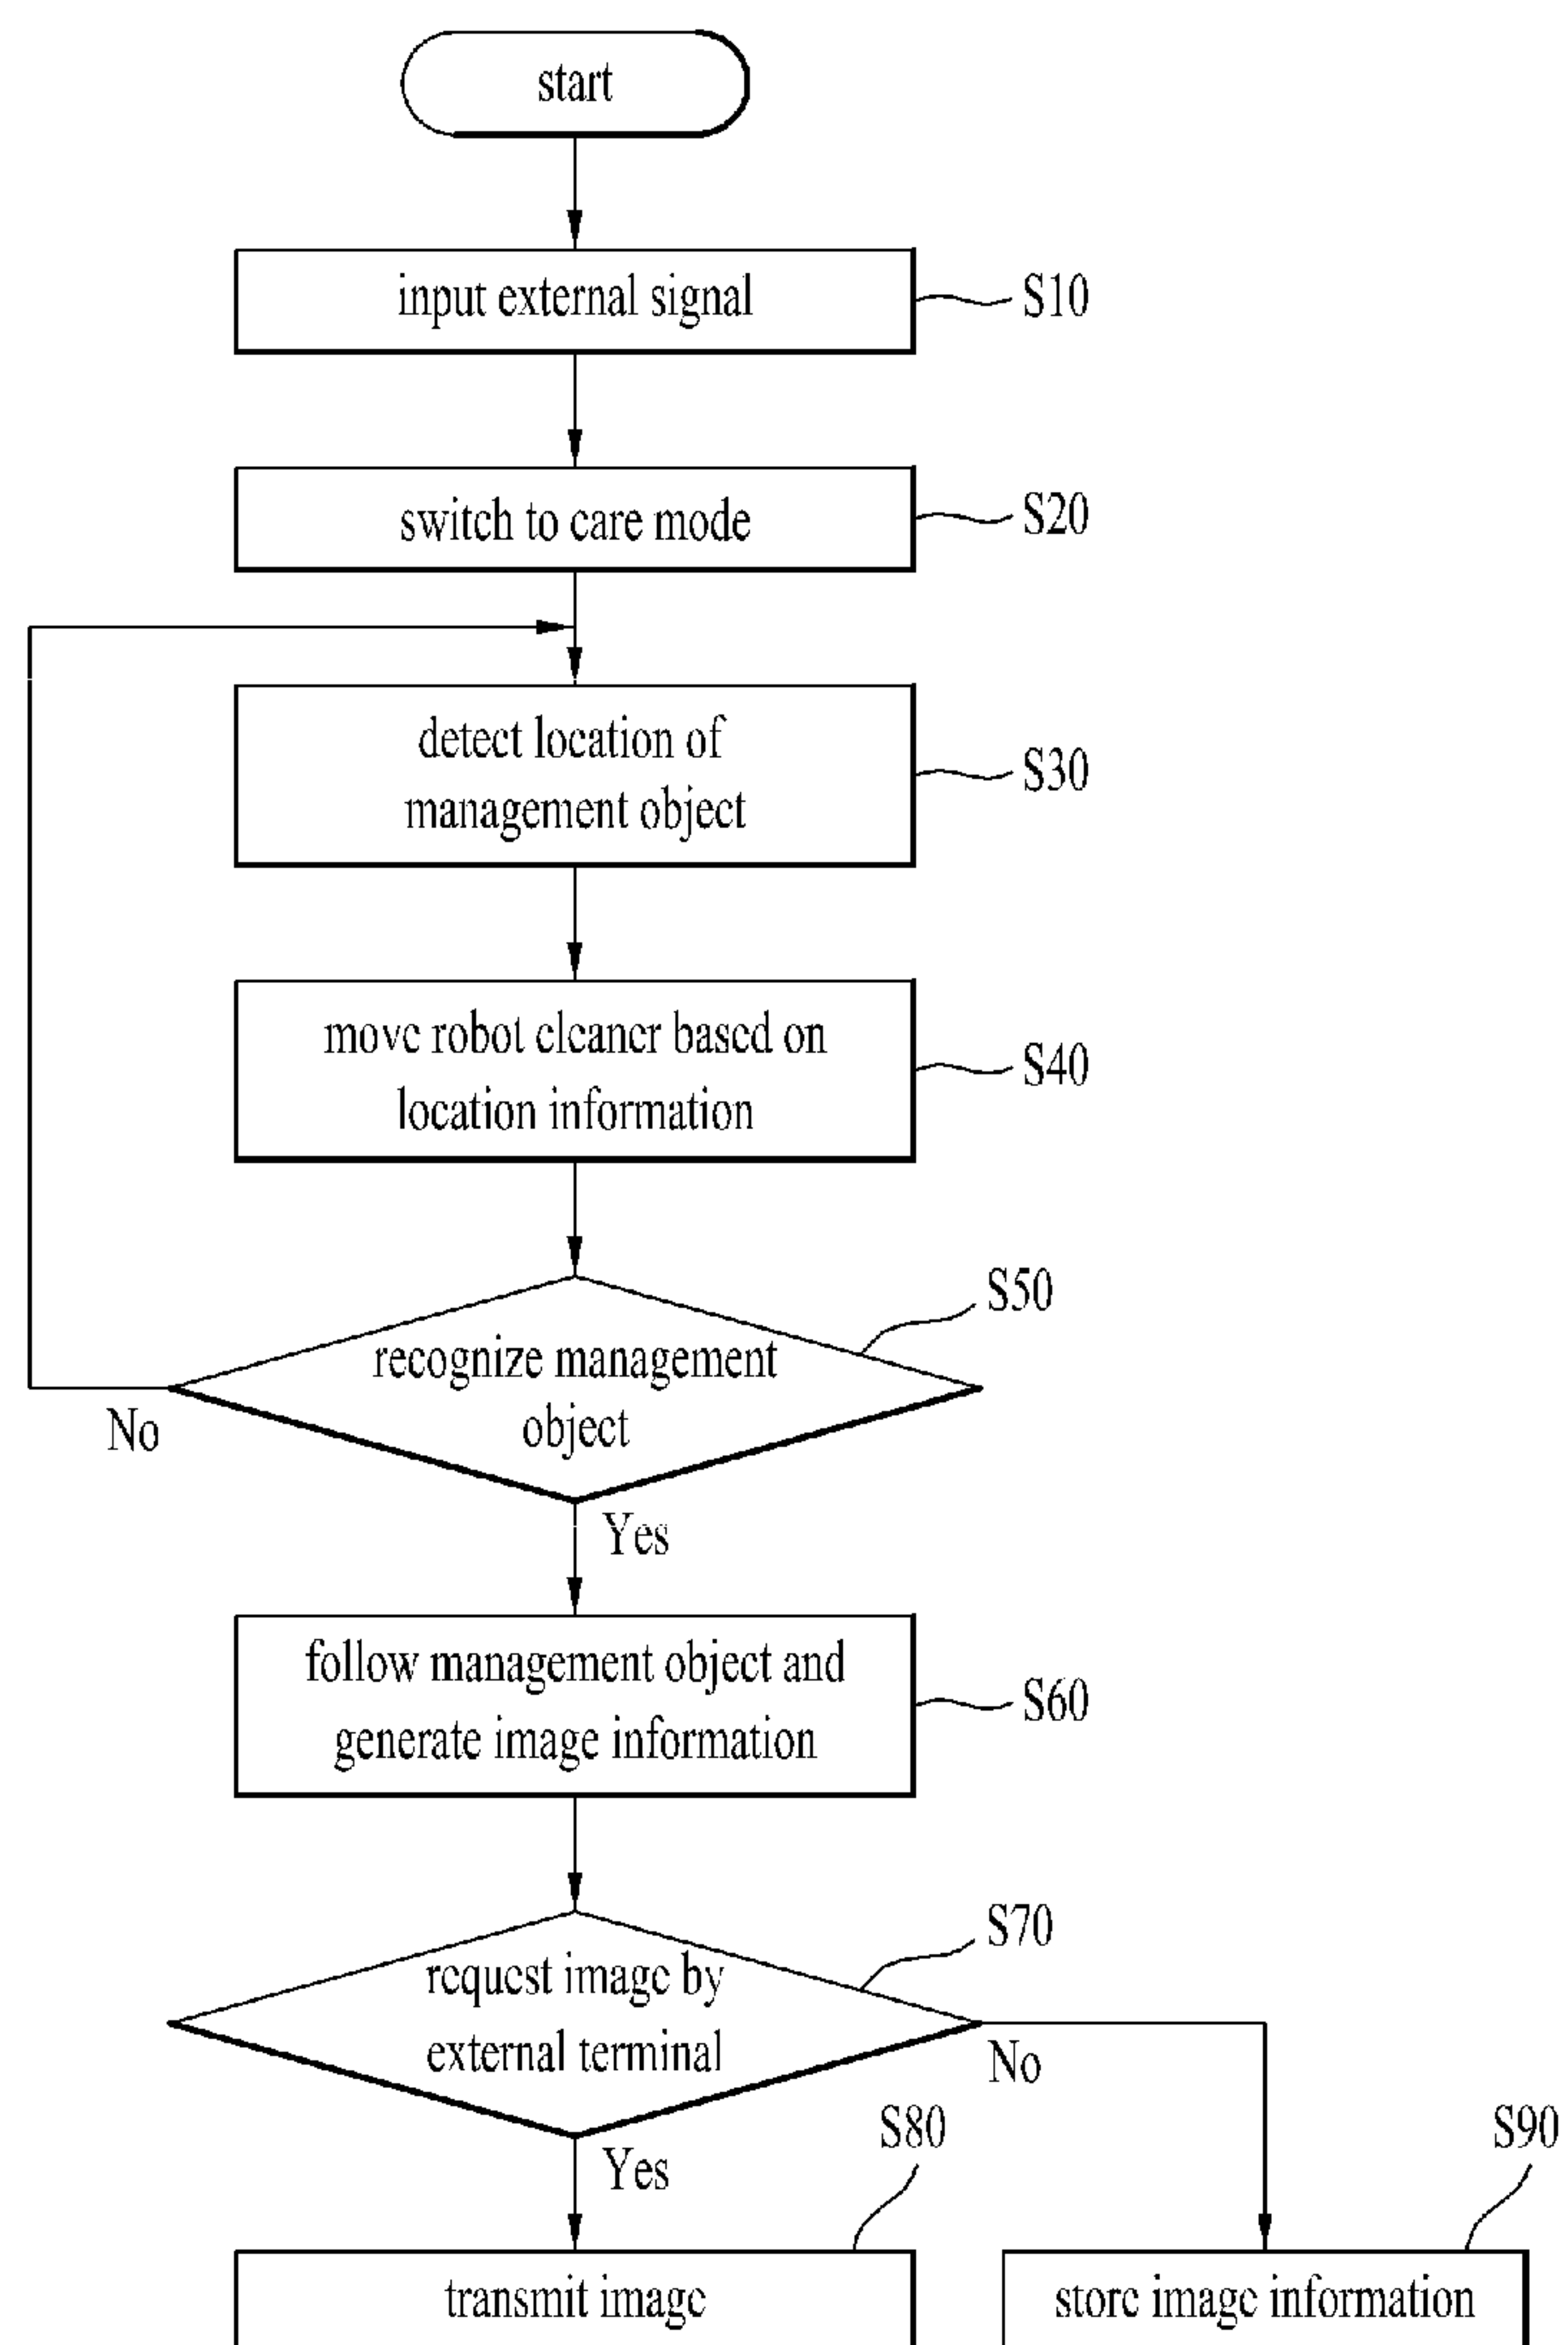 start
input external signal
S10
switch to care mode
S20
detect location of
management object
S30
move robot cleaner based on
location information
S40
S50
recognize management
object
No
Yes
follow management object and
generate image information
S60
S70
request image by
external terminal
No
Yes
S80
S90
transmit image
store image information